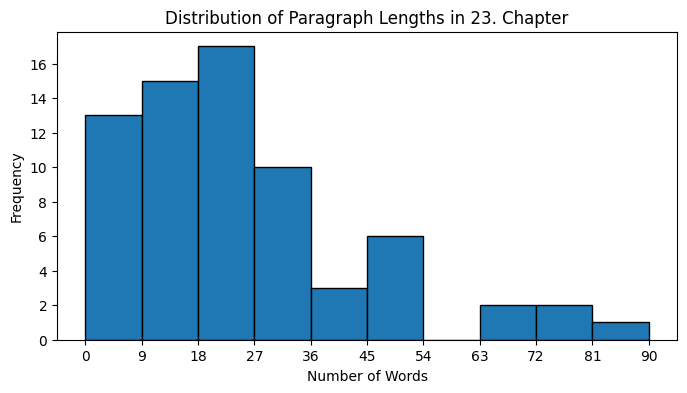 Distribution of Paragraph Lengths in 23. Chapter
Frequency
16
14
12
10
8
6
4
2
0
0 9 18 27 36 45 54 63 72 81 90
Number of Words